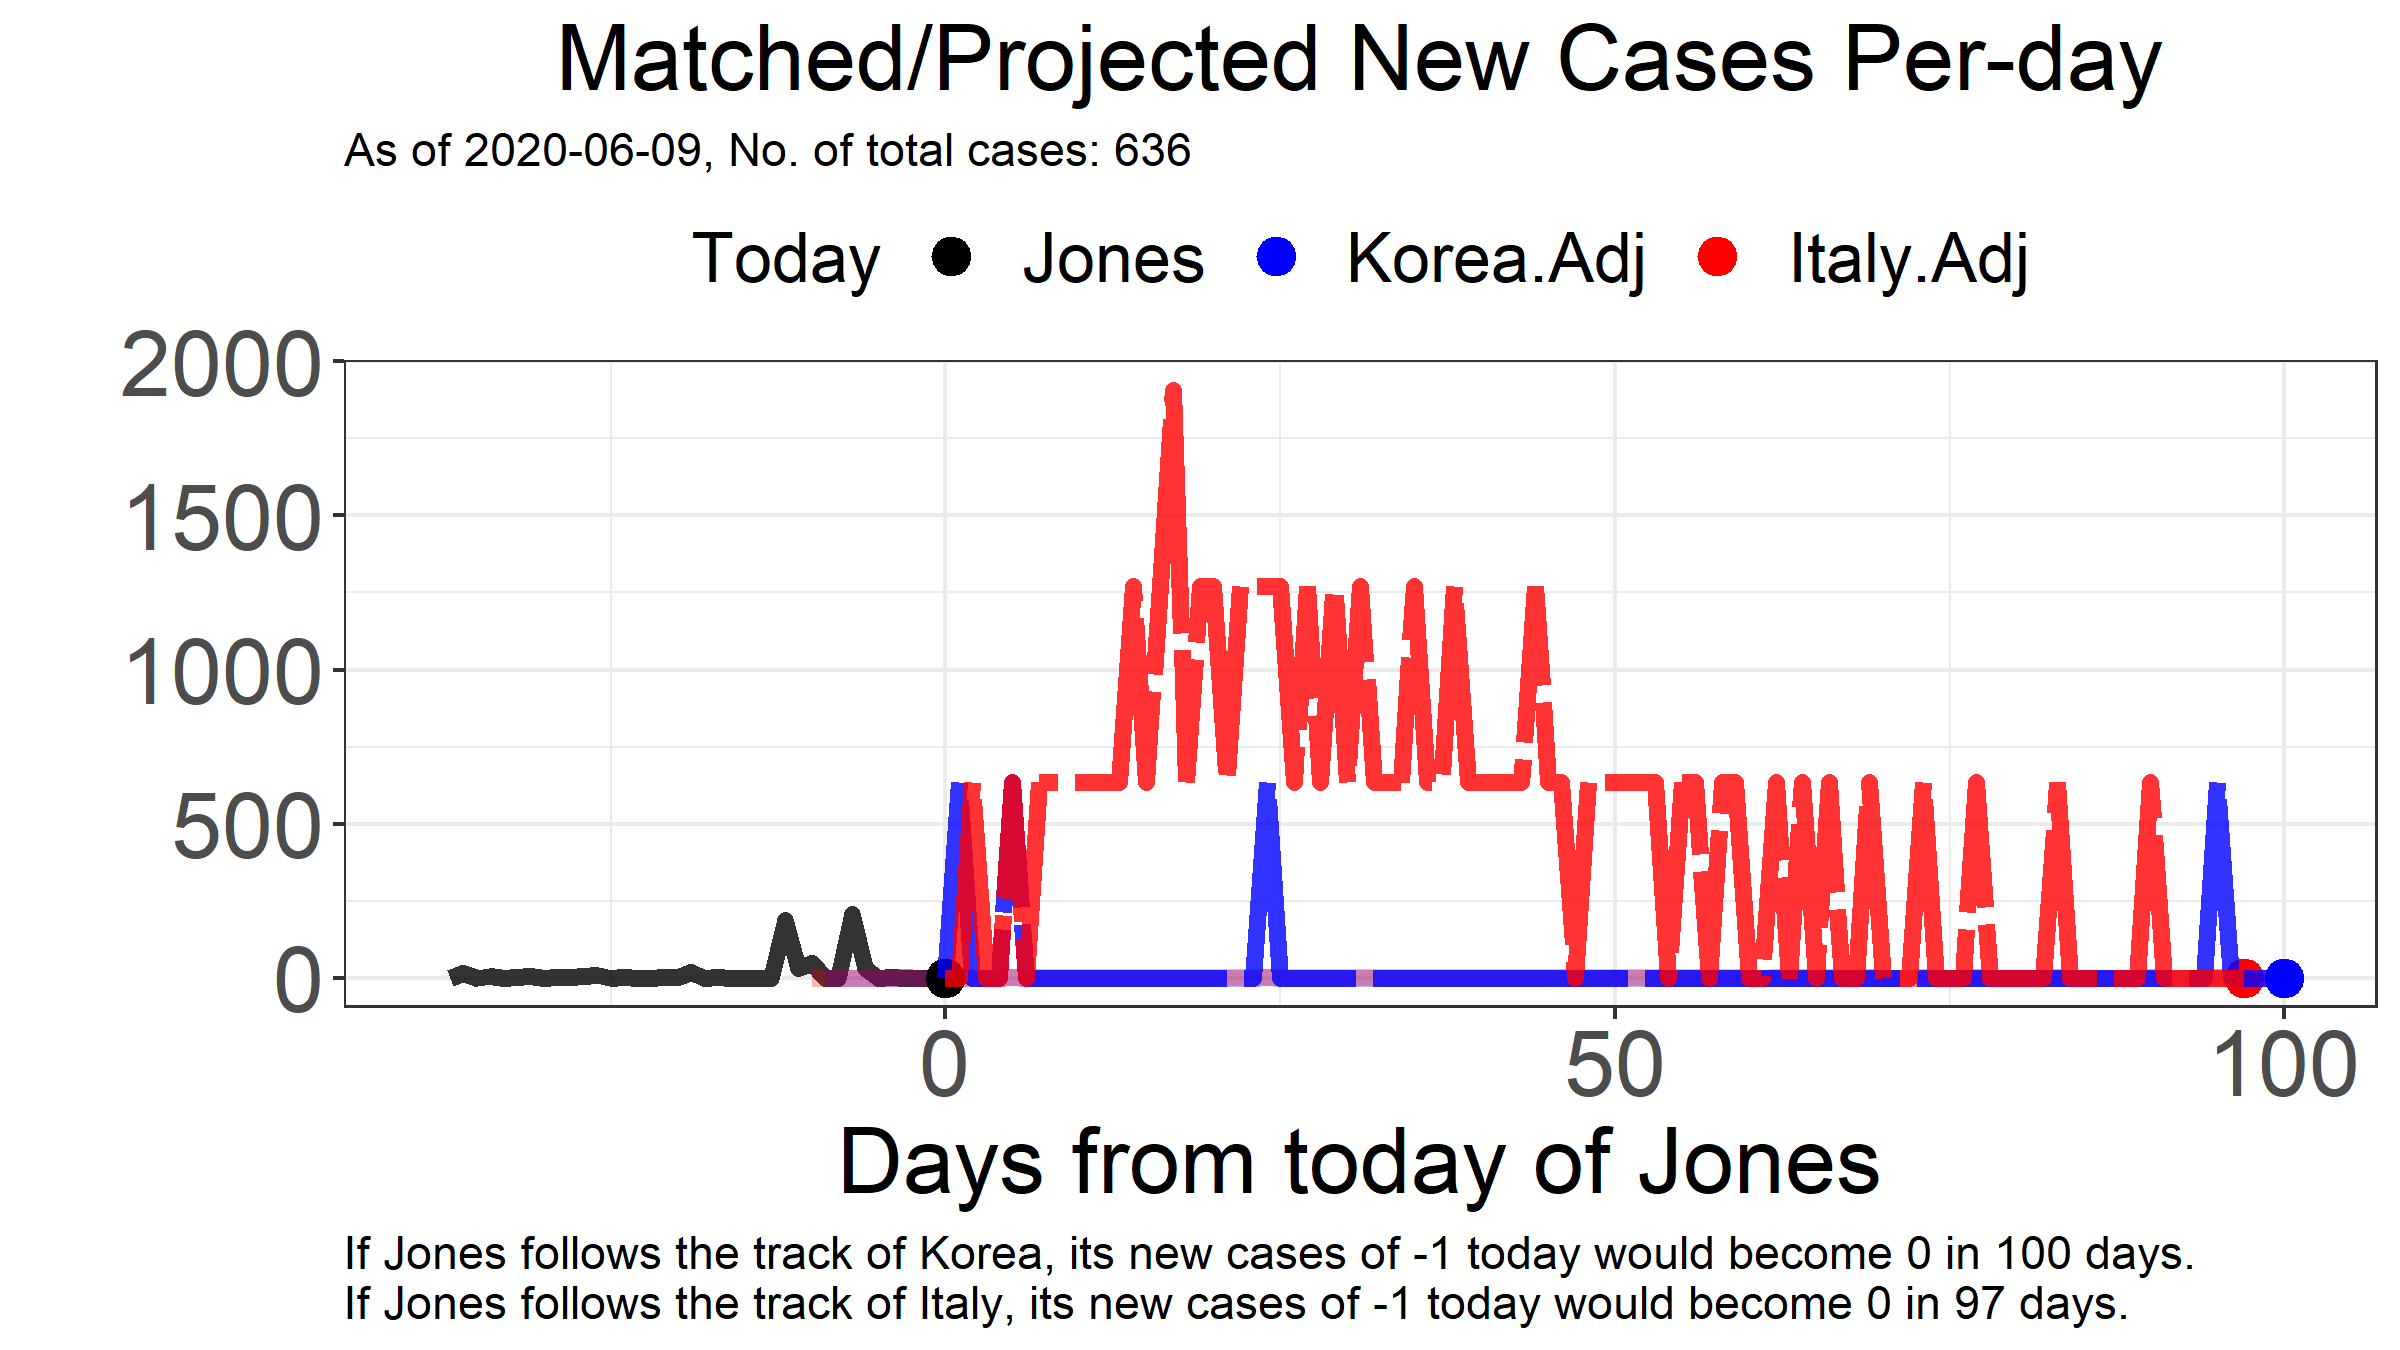 Matched/Projected New Cases Per-day
As of 2020-06-09, No. of total cases: 636
Today Jones Korea.Adj Italy.Adj
2000
1500
1000
500
0
0 50 100
Days from today of Jones
If Jones follows the track of Korea, its new cases of -1 today would become 0 in 100 days.
If Jones follows the track of Italy, its new cases of -1 today would become 0 in 97 days.